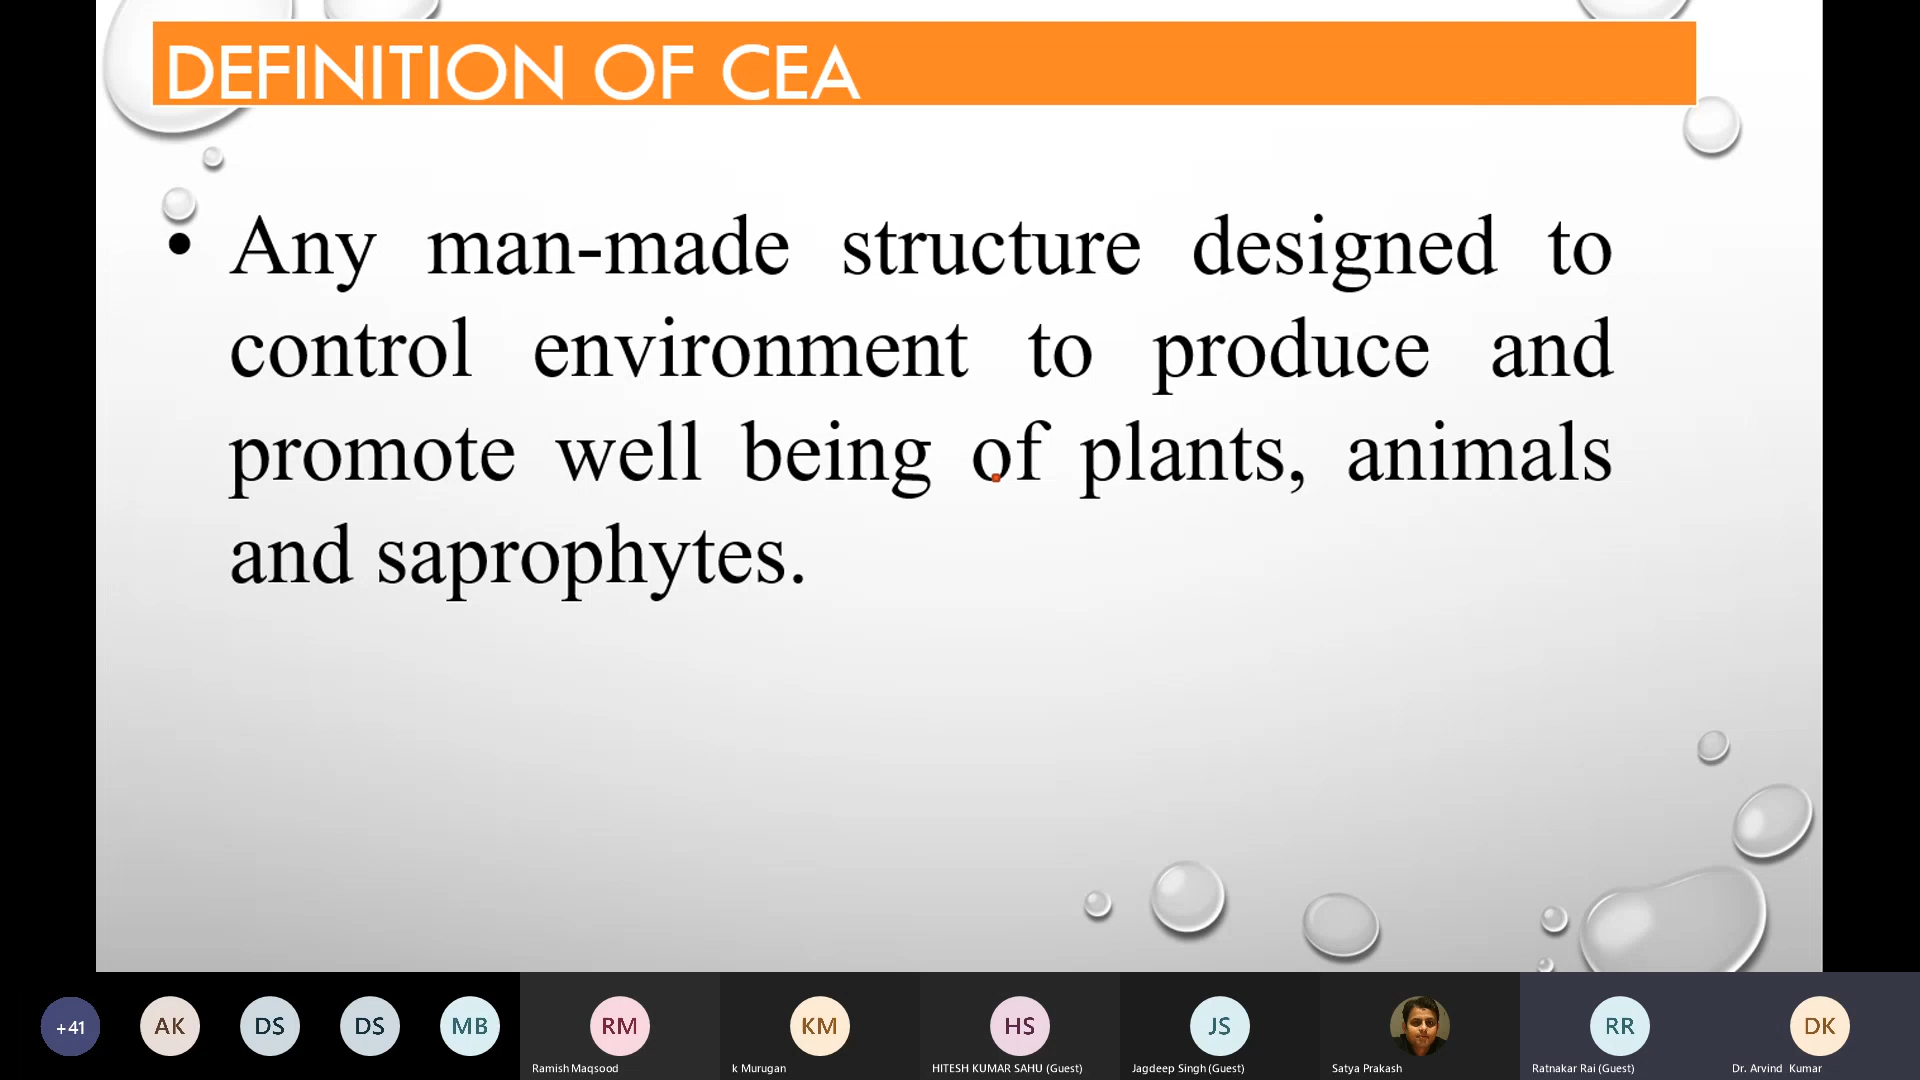 DEFINITION OF CEA
• Any man-made structure designed to
control environment to produce and
promote well being of plants, animals
and saprophytes.
+41
AK
DS
DS
MB
RM
KM
HS
JS
RR
DK
Ramish Maqsood
k Murugan
HITESH KUMAR SAHU (Guest)
Jagdeep Singh (Guest)
Satya Prakash
Ratnakar Rai (Guest)
Dr. Arvind Kumar